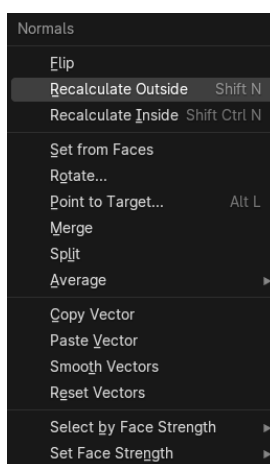 Normals
Flip
Recalculate Outside Shift N
Recalculate Inside Shift Ctrl N
Set from Faces
Rotate...
Point to Target... Alt L
Merge
Split
Average
Copy Vector
Paste Vector
Smooth Vectors
Reset Vectors
Select by Face Strength
Set Face Strength